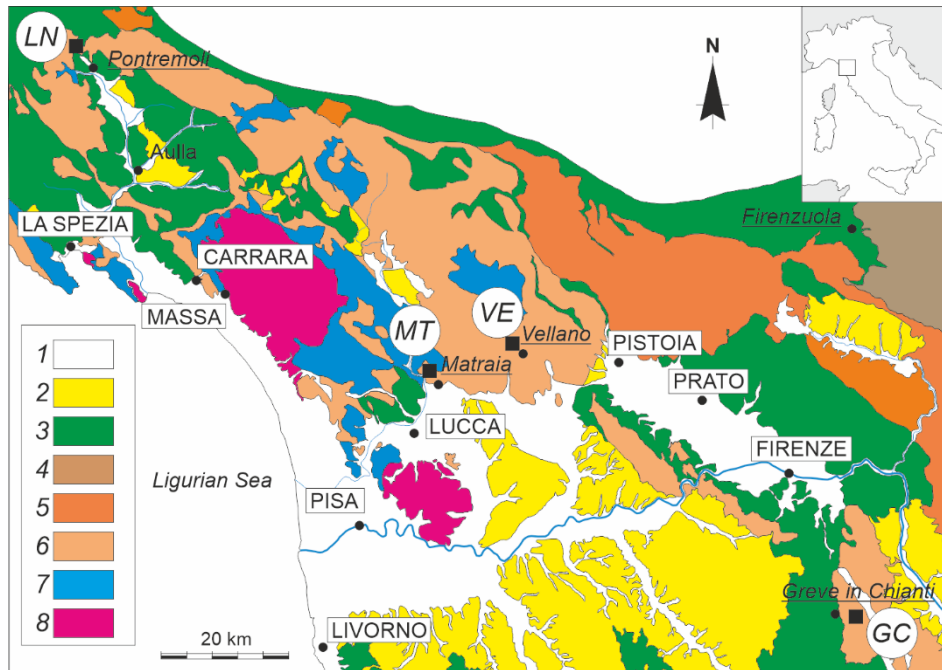 LN
Pontremoli
N
Aulla
Firenzuola
LA SPEZIA
CARRARA
MASSA
MT
VE
Vellano
PISTOIA
Matraia
PRATO
LUCCA
FIRENZE
Ligurian Sea
PISA
Greve in Chianti
GC
LIVORNO
1
2
3
4
5
6
7
8
20 km